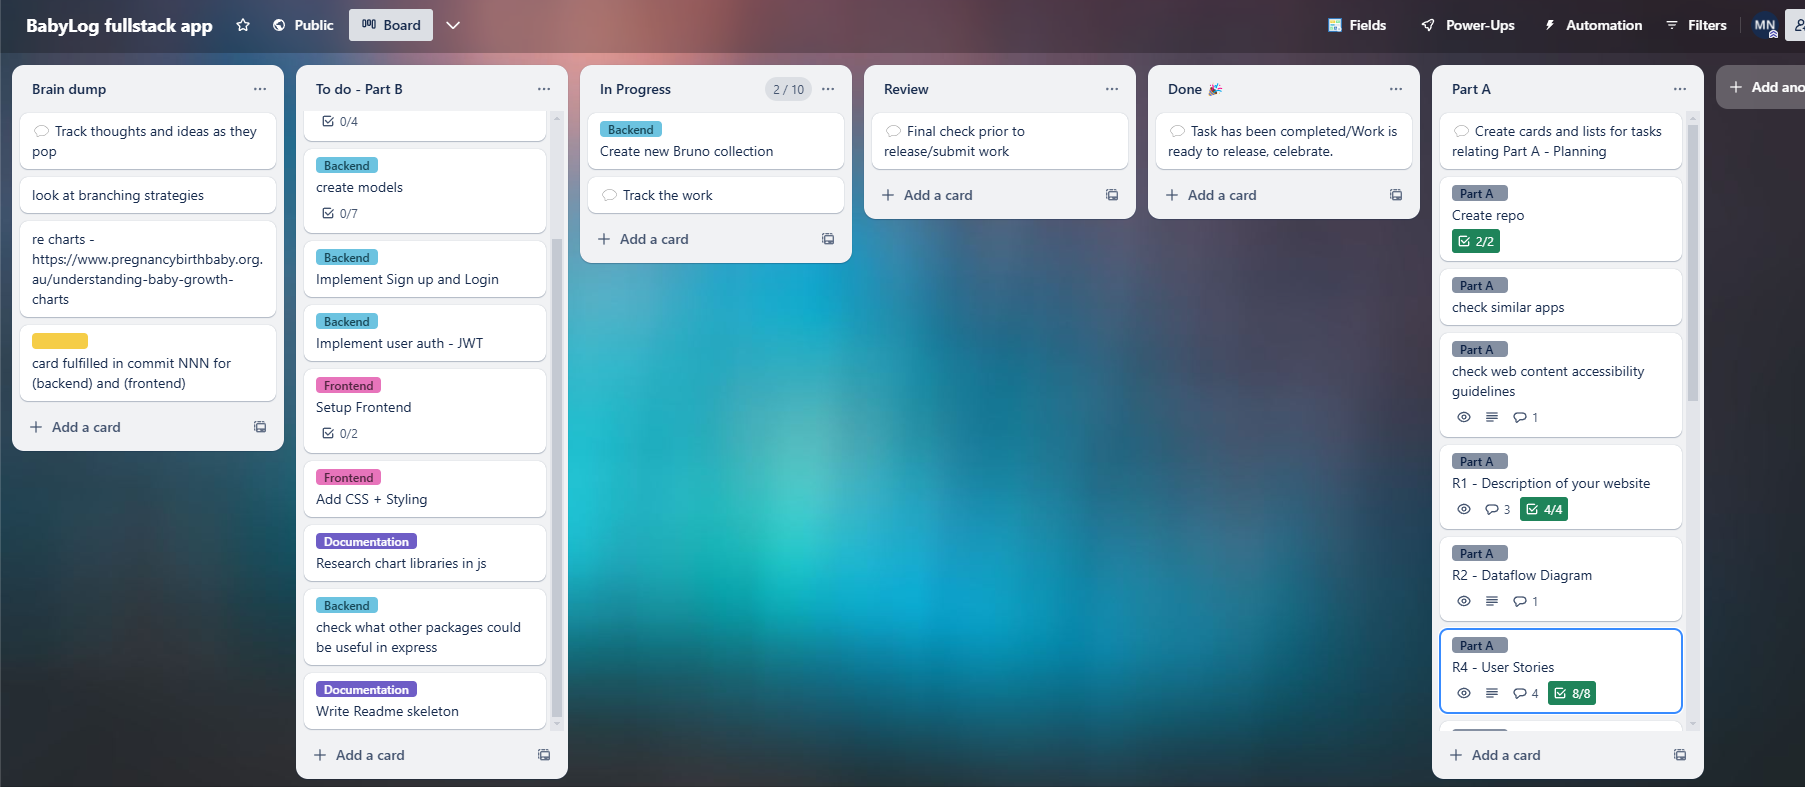 BabyLog fullstack app
Public
Board
Fields
Power-Ups
Automation
Filters
MN
Brain dump
Track thoughts and ideas as they
pop
look at branching strategies
re charts -
https://www.pregnancybirthbaby.org.
au/understanding-baby-growth-
charts
card fulfilled in commit NNN for
(backend) and (frontend)
Add a card
To do - Part B
0/4
Backend
create models
0/7
Backend
Implement Sign up and Login
Backend
Implement user auth - JWT
Frontend
Setup Frontend
0/2
Frontend
Add CSS + Styling
Documentation
Research chart libraries in js
Backend
check what other packages could
be useful in express
Documentation
Write Readme skeleton
Add a card
In Progress
2 / 10
Backend
Create new Bruno collection
Track the work
Add a card
Review
Final check prior to
release/submit work
Add a card
Done
Task has been completed/Work is
ready to release, celebrate.
Add a card
Part A
Create cards and lists for tasks
relating Part A - Planning
Part A
Create repo
2/2
Part A
check similar apps
Part A
check web content accessibility
guidelines
1
Part A
R1 - Description of your website
3 4/4
Part A
R2 - Dataflow Diagram
1
Part A
R4 - User Stories
4 8/8
Add a card
Add ano